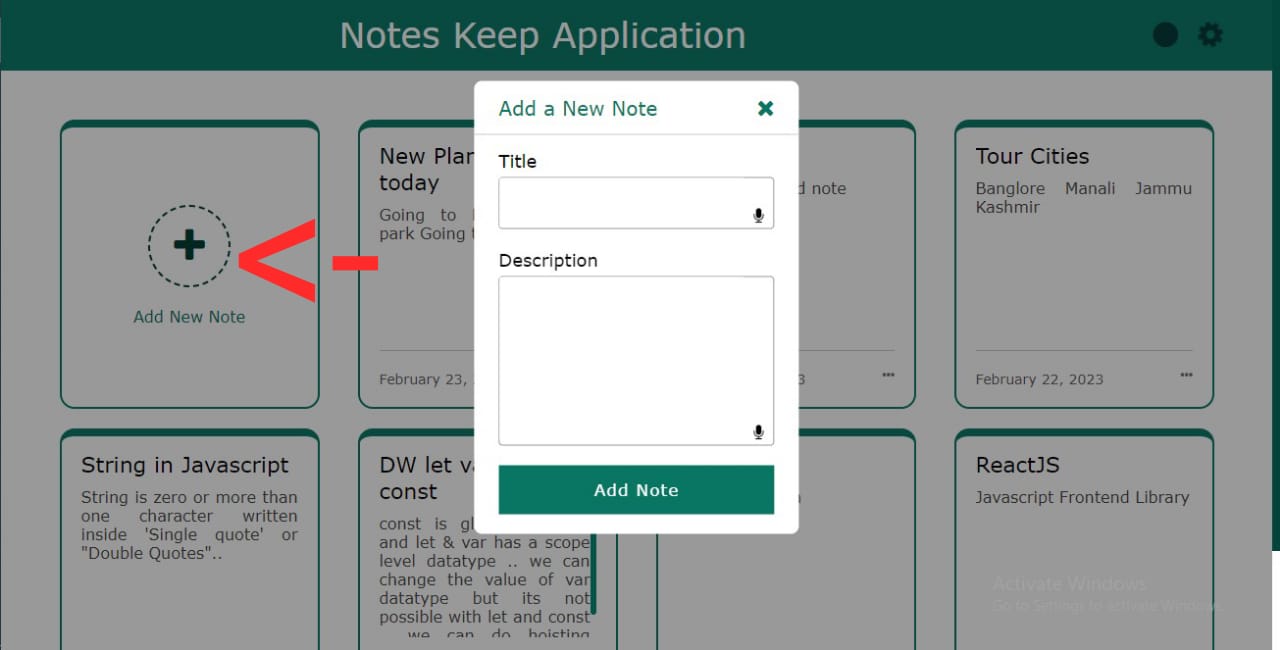 Notes Keep Application
Add a New Note
Title
Description
Add Note
Add New Note
New Plan
today
Going to
park Going
February 23,
d note
3
Tour Cities
Banglore Manali Jammu
Kashmir
February 22, 2023
String in Javascript
String is zero or more than
one character written
inside 'Single quote' or
"Double Quotes"..
DW let va
const
const is gl
and let & var has a scope
level datatype .. we can
change the value of var
datatype but its not
possible with let and const
.. we can do hoisting
ReactJS
Javascript Frontend Library
Activate Windows
Go to Settings to activate Windows.